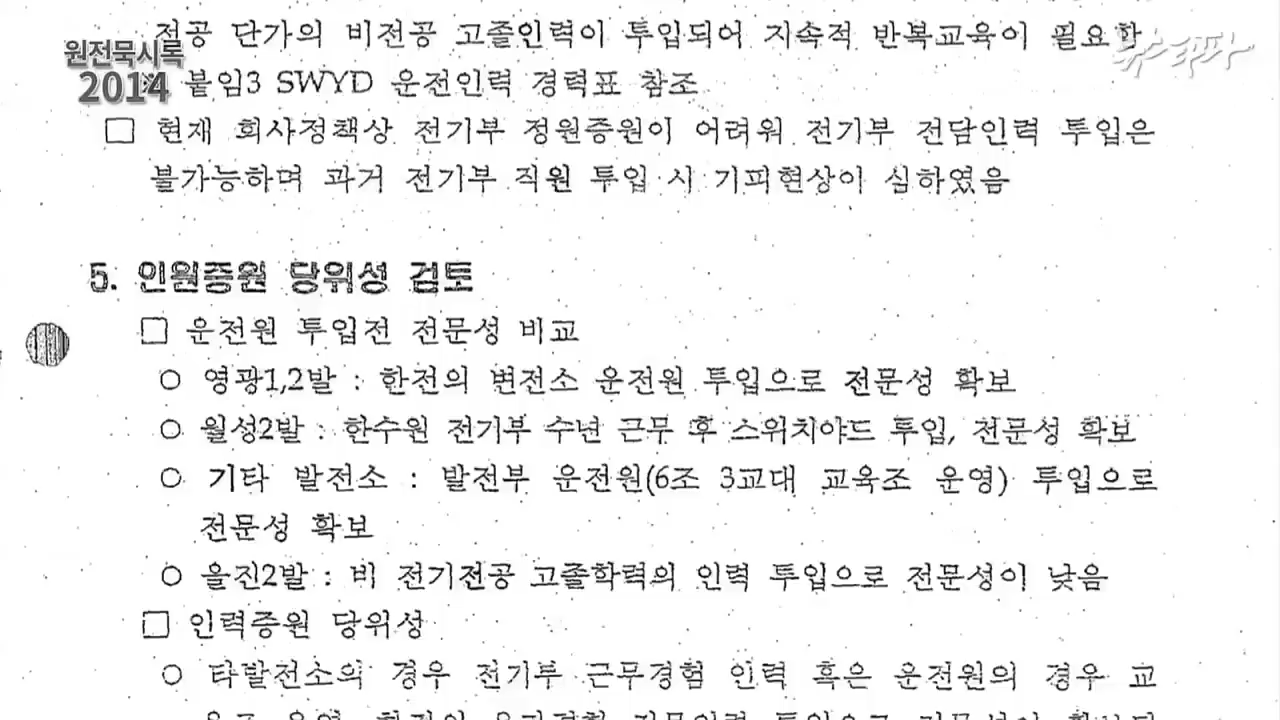 전공 단가의 비전공 고졸인력이 투입되어 지속적 반복교육이 필요함
원전묵시록
2014
뉴스타파
※ 붙임3 SWYD 운전인력 경력표 참조
□ 현재 회사정책상 전기부 정원증원이 어려워 전기부 전담인력 투입은
불가능하며 과거 전기부 직원 투입 시 기피현상이 심하였음
5. 인원증원 당위성 검토
□ 운전원 투입전 전문성 비교
○ 영광1,2발 : 한전의 변전소 운전원 투입으로 전문성 확보
○ 월성2발 : 한수원 전기부 수년 근무 후 스위치야드 투입, 전문성 확보
○ 기타 발전소 : 발전부 운전원(6조 3교대 교육조 운영) 투입으로
전문성 확보
○ 울진2발 : 비 전기전공 고졸학력의 인력 투입으로 전문성이 낮음
□ 인력증원 당위성
○ 타발전소의 경우 전기부 근무경험 인력 혹은 운전원의 경우 교